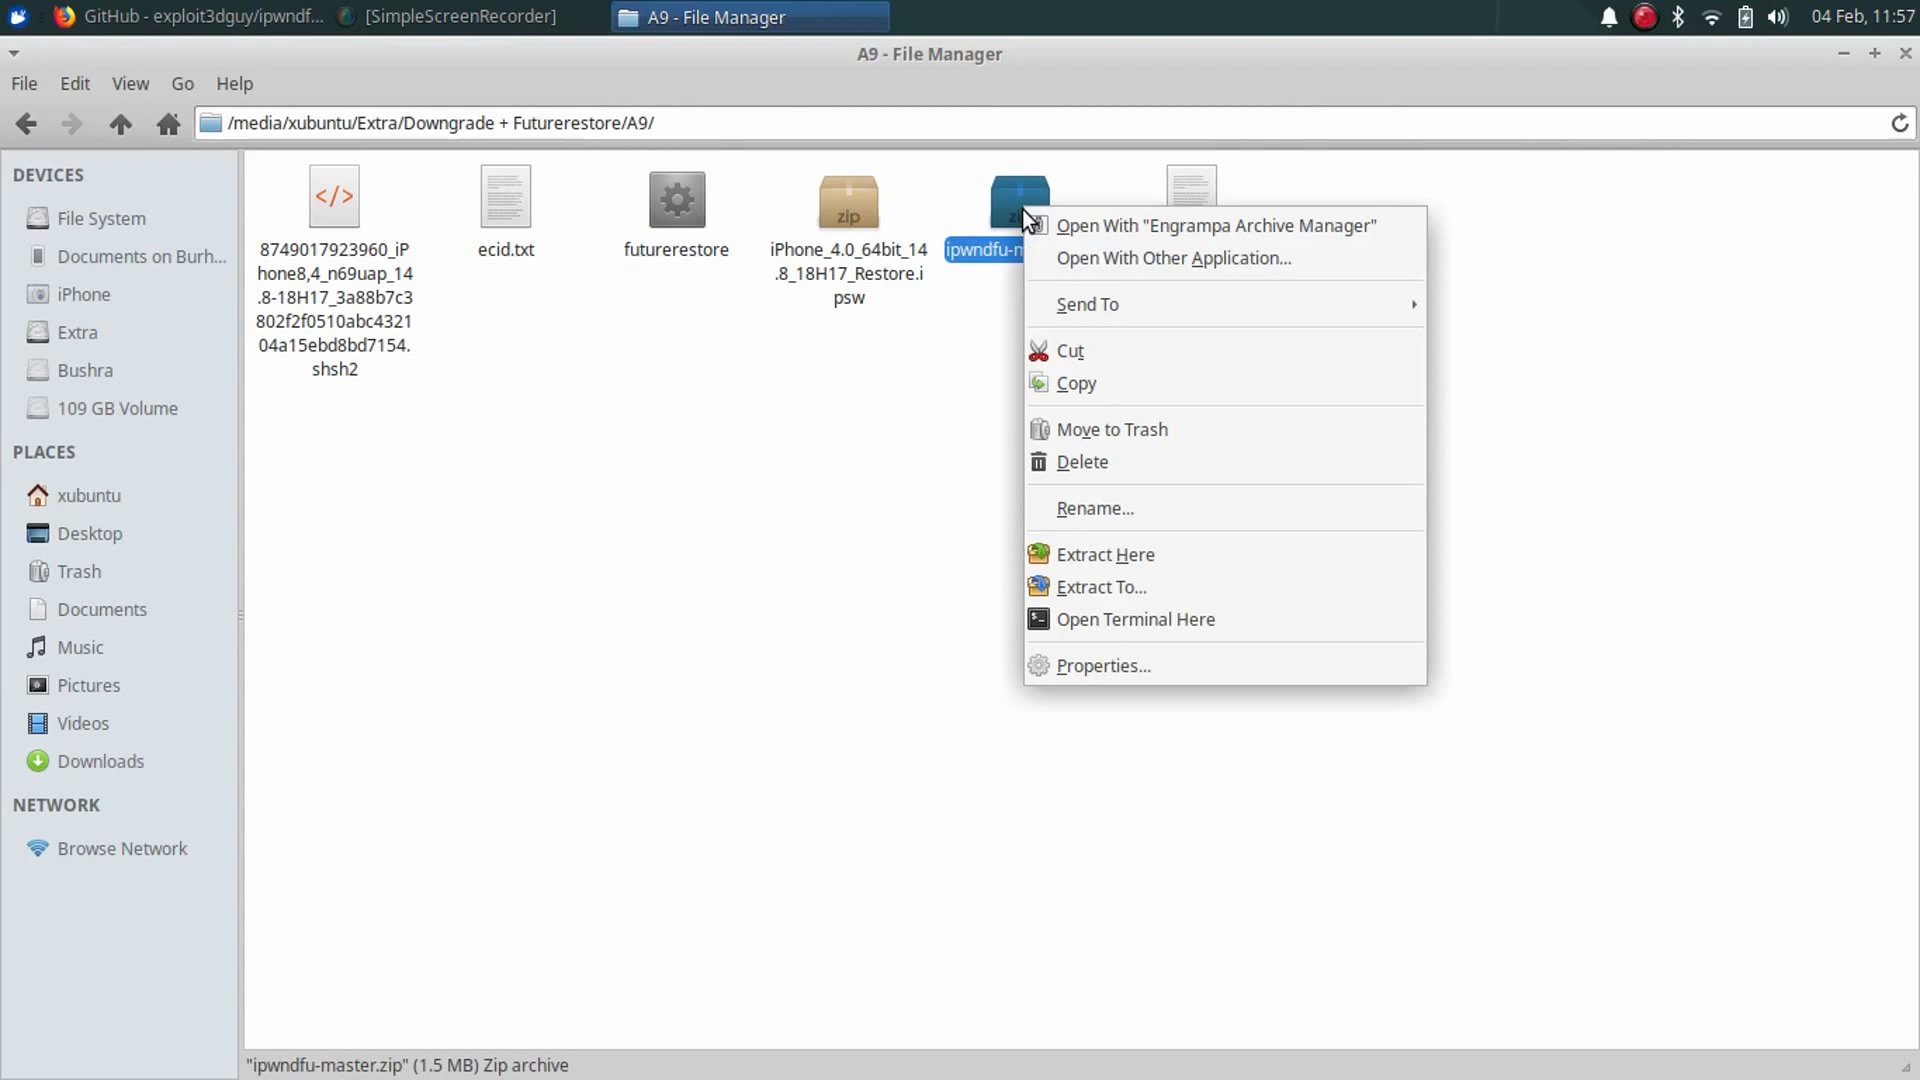 GitHub - exploit3dguy/ipwndf...
[SimpleScreenRecorder]
A9 - File Manager
04 Feb, 11:57
A9 - File Manager
File Edit View Go Help
/media/xubuntu/Extra/Downgrade + Futurerestore/A9/
DEVICES
File System
Documents on Burh...
iPhone
Extra
Bushra
109 GB Volume
PLACES
xubuntu
Desktop
Trash
Documents
Music
Pictures
Videos
Downloads
NETWORK
Browse Network
</>
8749017923960_iP
hone8,4_n69uap_14
.8-18H17_3a88b7c3
802f2f0510abc4321
04a15ebd8bd7154.
shsh2
ecid.txt
futurerestore
zip
iPhone_4.0_64bit_14
.8_18H17_Restore.i
psw
ipwndfu-m
Open With "Engrampa Archive Manager"
Open With Other Application...
Send To
Cut
Copy
Move to Trash
Delete
Rename...
Extract Here
Extract To...
Open Terminal Here
Properties...
"ipwndfu-master.zip" (1.5 MB) Zip archive